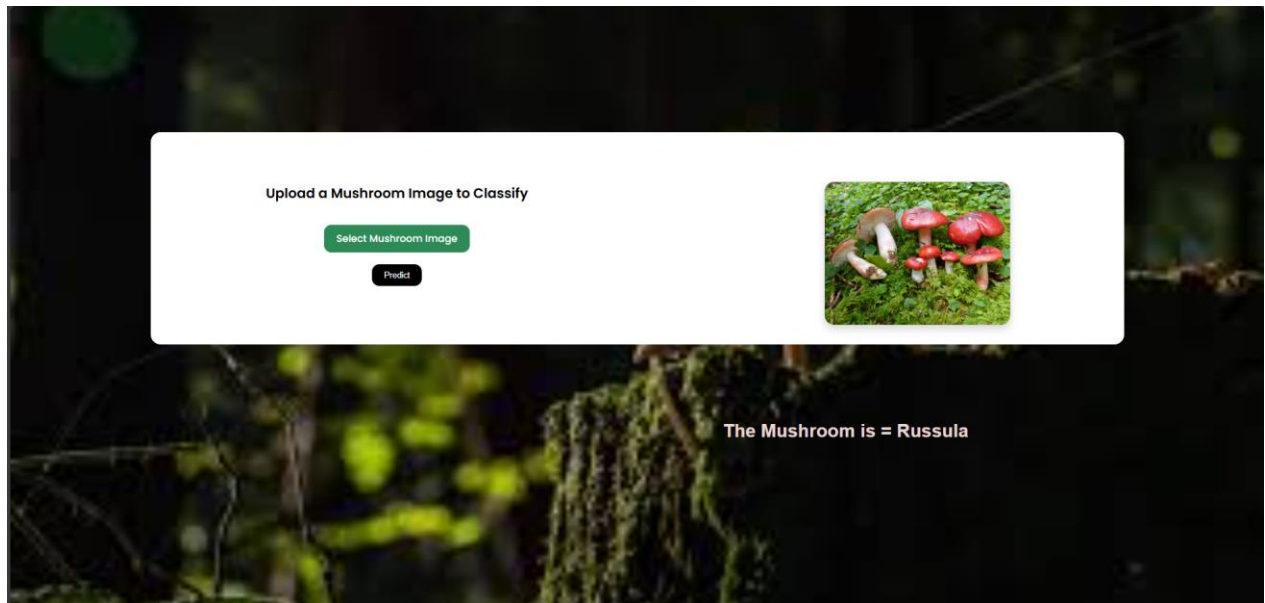 Upload a Mushroom Image to Classify
Select Mushroom Image
Predict
The Mushroom is = Russula